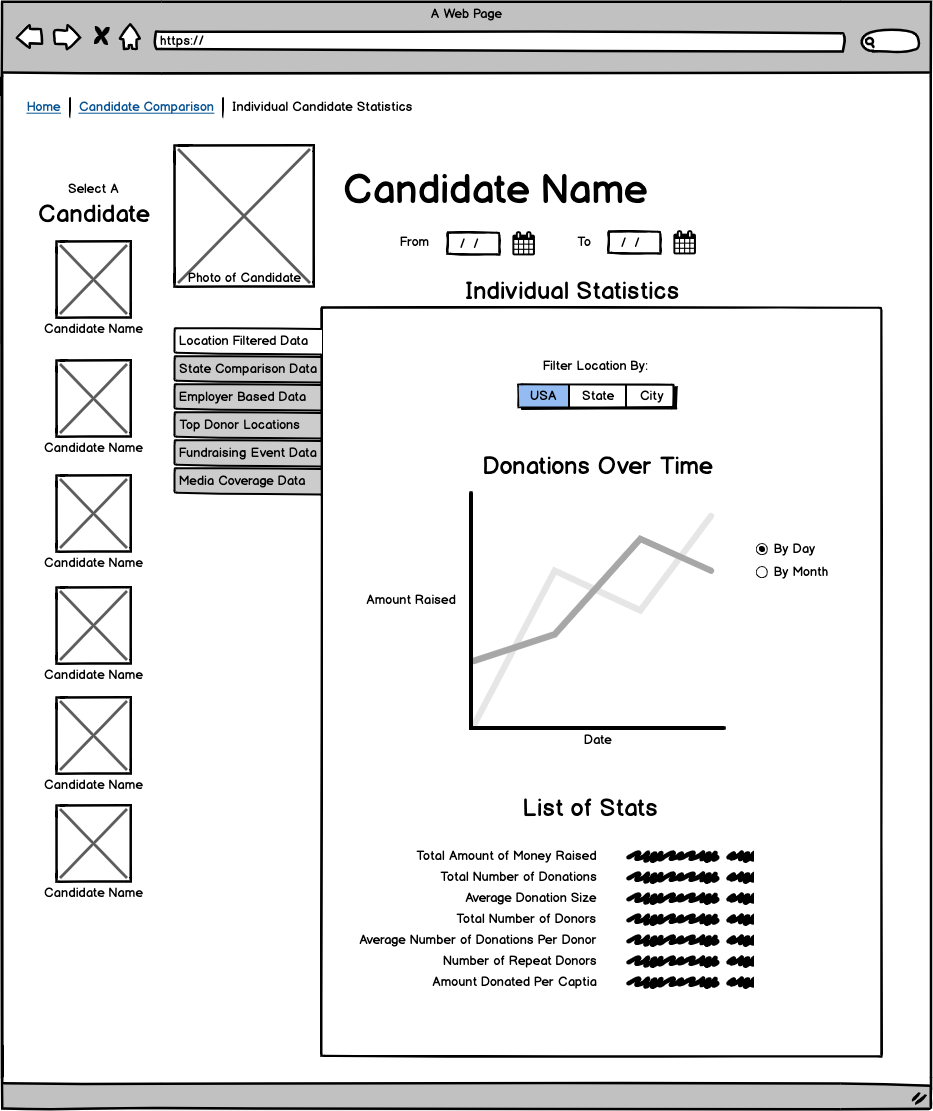 A Web Page
https://
Home | Candidate Comparison | Individual Candidate Statistics
Select A
Candidate
Candidate Name
Candidate Name
Candidate Name
Candidate Name
Candidate Name
Candidate Name
Photo of Candidate
Candidate Name
From / / To / /
Individual Statistics
Location Filtered Data
State Comparison Data
Employer Based Data
Top Donor Locations
Fundraising Event Data
Media Coverage Data
Filter Location By:
USA State City
Donations Over Time
Amount Raised
Date
By Day
By Month
List of Stats
Total Amount of Money Raised
Total Number of Donations
Average Donation Size
Total Number of Donors
Average Number of Donations Per Donor
Number of Repeat Donors
Amount Donated Per Captia